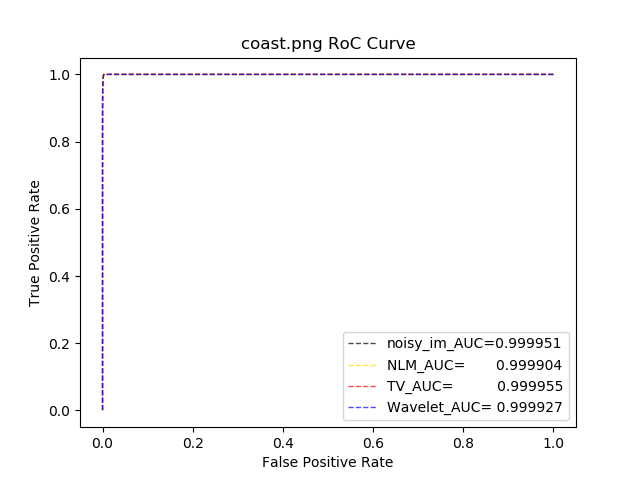 coast.png RoC Curve
1.0
0.8
0.6
0.4
0.2
0.0
True Positive Rate
noisy_im_AUC=0.999951
NLM_AUC= 0.999904
TV_AUC= 0.999955
Wavelet_AUC= 0.999927
0.0 0.2 0.4 0.6 0.8 1.0
False Positive Rate